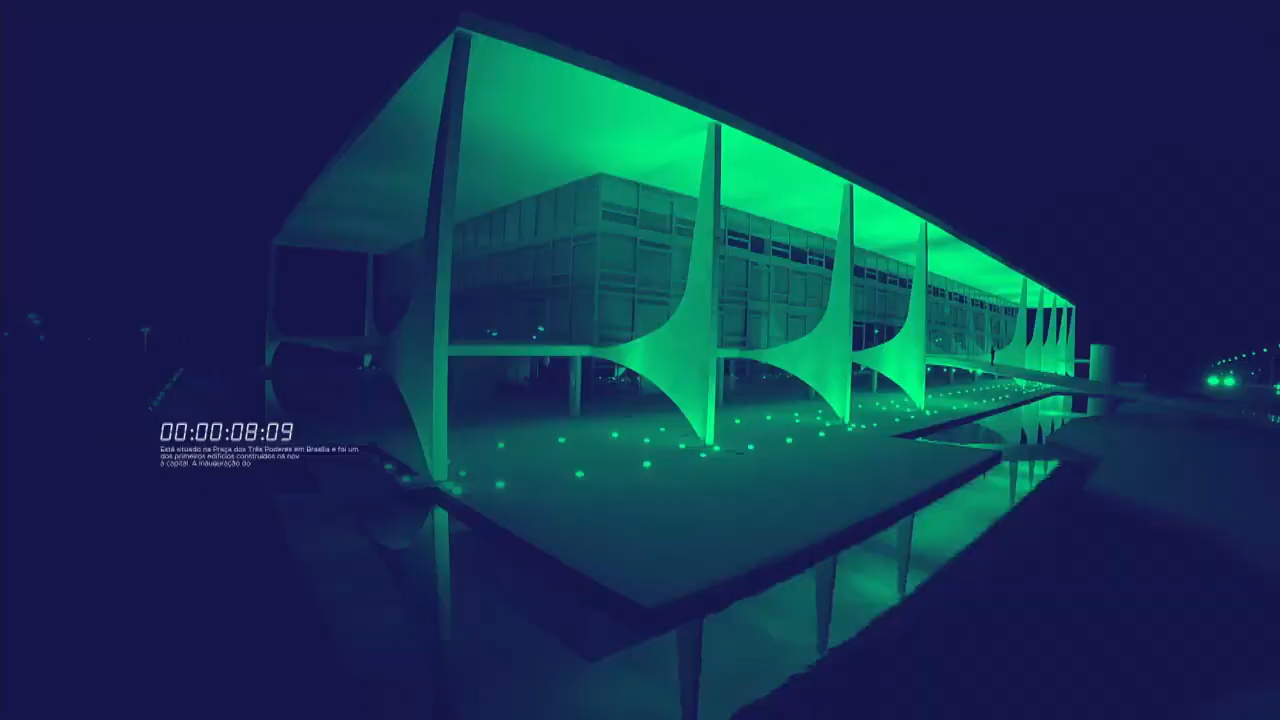 00:00:08:09
Está situado na Praça dos Três Poderes em Brasília e foi um
dos primeiros edifícios construídos na nov
a capital. A inauguração do